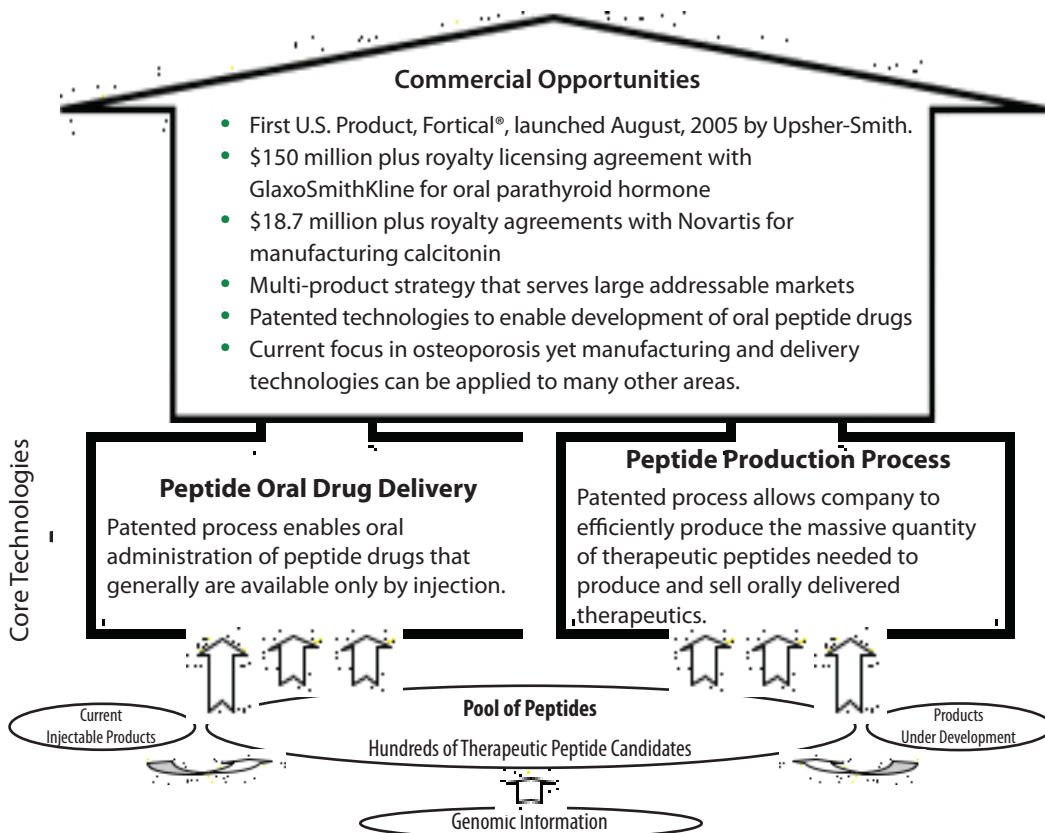 Commercial Opportunities
• First U.S. Product, Fortical®, launched August, 2005 by Upsher-Smith.
• $150 million plus royalty licensing agreement with
GlaxoSmithKline for oral parathyroid hormone
• $18.7 million plus royalty agreements with Novartis for
manufacturing calcitonin
• Multi-product strategy that serves large addressable markets
• Patented technologies to enable development of oral peptide drugs
• Current focus in osteoporosis yet manufacturing and delivery
technologies can be applied to many other areas.
Core Technologies
Peptide Oral Drug Delivery
Patented process enables oral
administration of peptide drugs that
generally are available only by injection.
Peptide Production Process
Patented process allows company to
efficiently produce the massive quantity
of therapeutic peptides needed to
produce and sell orally delivered
therapeutics.
Current
Injectable Products
Pool of Peptides
Hundreds of Therapeutic Peptide Candidates
Products
Under Development
Genomic Information